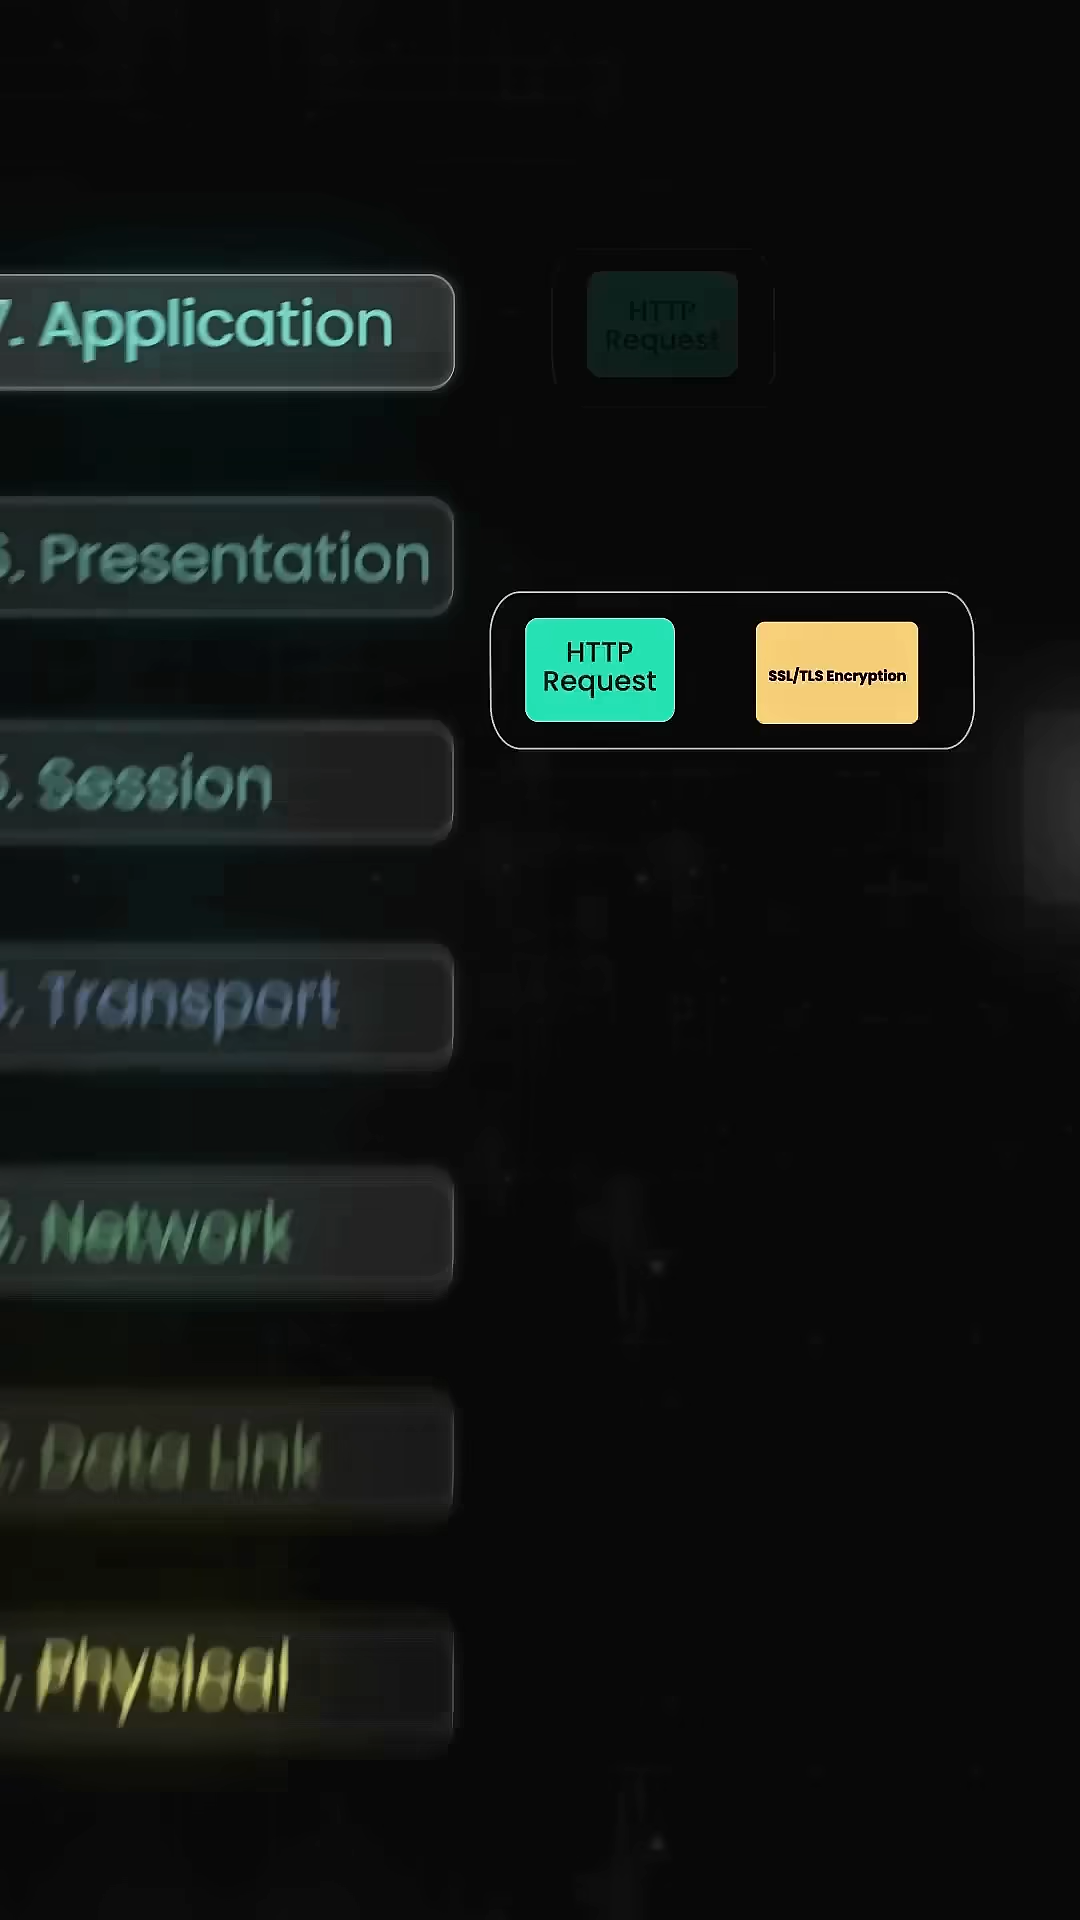 7. Application
HTTP
Request
6. Presentation
HTTP
Request
SSL/TLS Encryption
5. Session
4. Transport
3. Network
2. Data Link
1. Physical